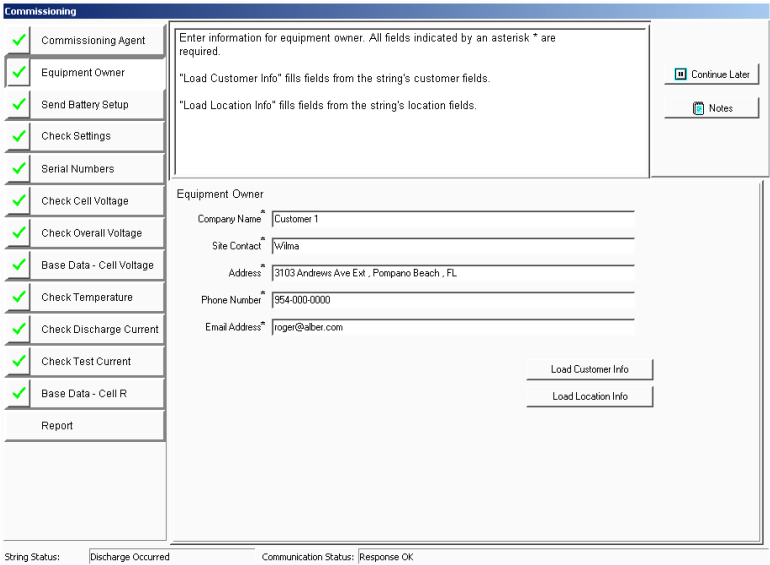 Commissioning
Commissioning Agent
Equipment Owner
Send Battery Setup
Check Settings
Serial Numbers
Check Cell Voltage
Check Overall Voltage
Base Data - Cell Voltage
Check Temperature
Check Discharge Current
Check Test Current
Base Data - Cell R
Report
Enter information for equipment owner. All fields indicated by an asterisk * are
required.
"Load Customer Info" fills fields from the string's customer fields.
"Load Location Info" fills fields from the string's location fields.
Continue Later
Notes
Equipment Owner
Company Name* Customer 1
Site Contact* Wilma
Address* 3103 Andrews Ave Ext , Pompano Beach , FL
Phone Number* 954-000-0000
Email Address* roger@alber.com
Load Customer Info
Load Location Info
String Status: Discharge Occurred Communication Status: Response OK